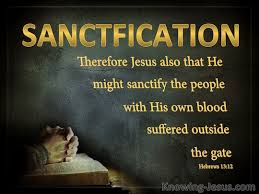 SANCTFICATION
Therefore Jesus also that He
might sanctify the people
with His own blood
suffered outside
the gate
Hebrews 13:12
Knowing-Jesus.com